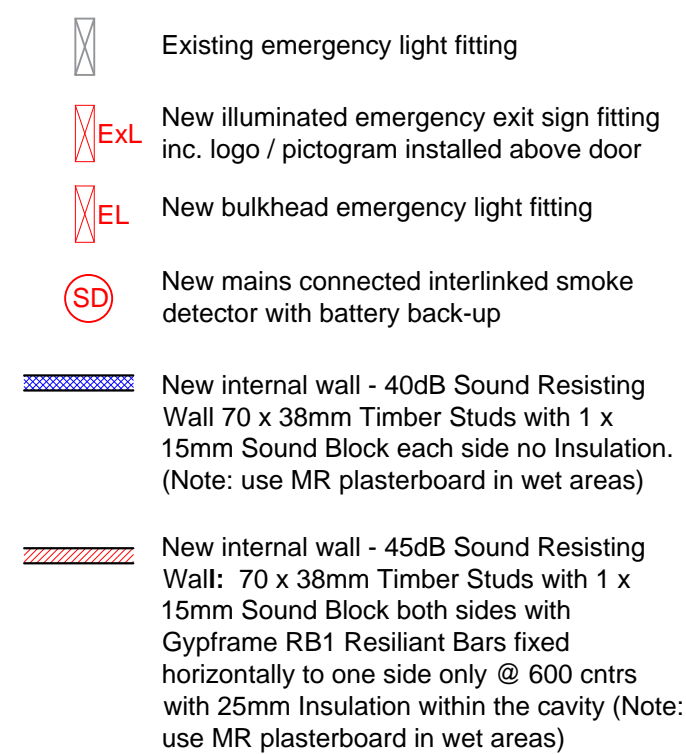 Existing emergency light fitting
ExL New illuminated emergency exit sign fitting
inc. logo / pictogram installed above door
EL New bulkhead emergency light fitting
SD New mains connected interlinked smoke
detector with battery back-up
New internal wall - 40dB Sound Resisting
Wall 70 x 38mm Timber Studs with 1 x
15mm Sound Block each side no Insulation.
(Note: use MR plasterboard in wet areas)
New internal wall - 45dB Sound Resisting
Wall: 70 x 38mm Timber Studs with 1 x
15mm Sound Block both sides with
Gypframe RB1 Resiliant Bars fixed
horizontally to one side only @ 600 cntrs
with 25mm Insulation within the cavity (Note:
use MR plasterboard in wet areas)